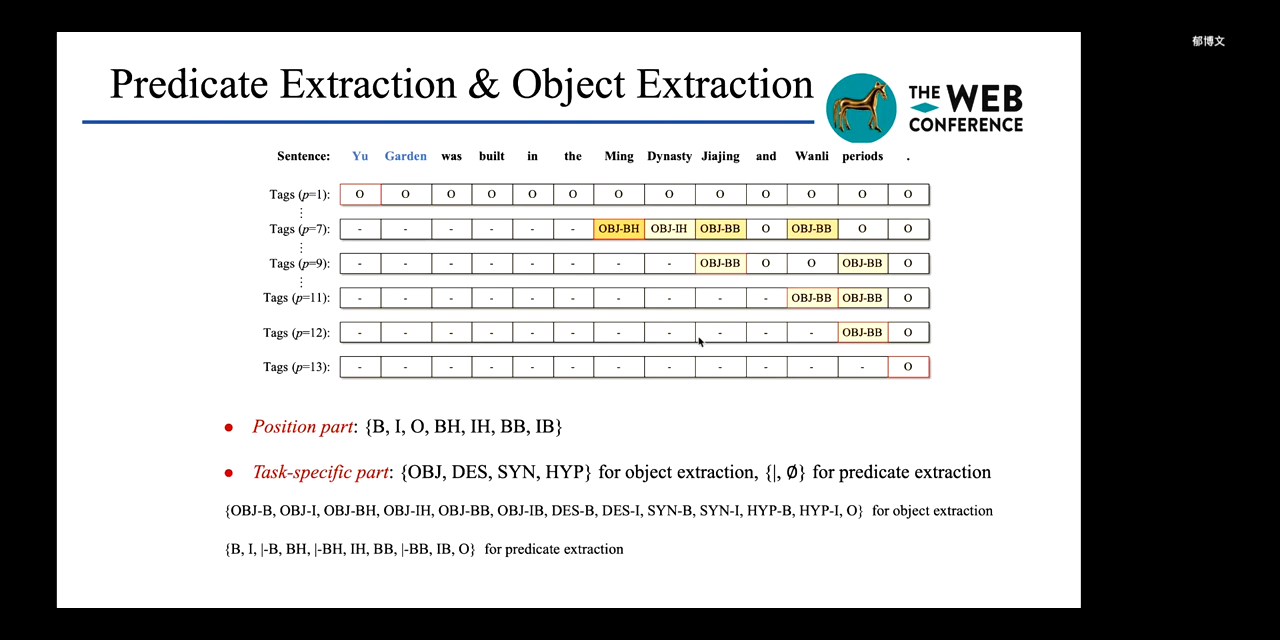 郁博文
Predicate Extraction & Object Extraction
THE WEB
CONFERENCE
Sentence: Yu Garden was built in the Ming Dynasty Jiajing and Wanli periods .
Tags (p=1): O O O O O O O O O O O O O
⋮
Tags (p=7): - - - - - - OBJ-BH OBJ-IH OBJ-BB O OBJ-BB O O
⋮
Tags (p=9): - - - - - - - - OBJ-BB O O OBJ-BB O
⋮
Tags (p=11): - - - - - - - - - - OBJ-BB OBJ-BB O
Tags (p=12): - - - - - - - - - - - OBJ-BB O
Tags (p=13): - - - - - - - - - - - - O
● Position part: {B, I, O, BH, IH, BB, IB}
● Task-specific part: {OBJ, DES, SYN, HYP} for object extraction, {|, Ø} for predicate extraction
{OBJ-B, OBJ-I, OBJ-BH, OBJ-IH, OBJ-BB, OBJ-IB, DES-B, DES-I, SYN-B, SYN-I, HYP-B, HYP-I, O} for object extraction
{B, I, |-B, BH, |-BH, IH, BB, |-BB, IB, O} for predicate extraction